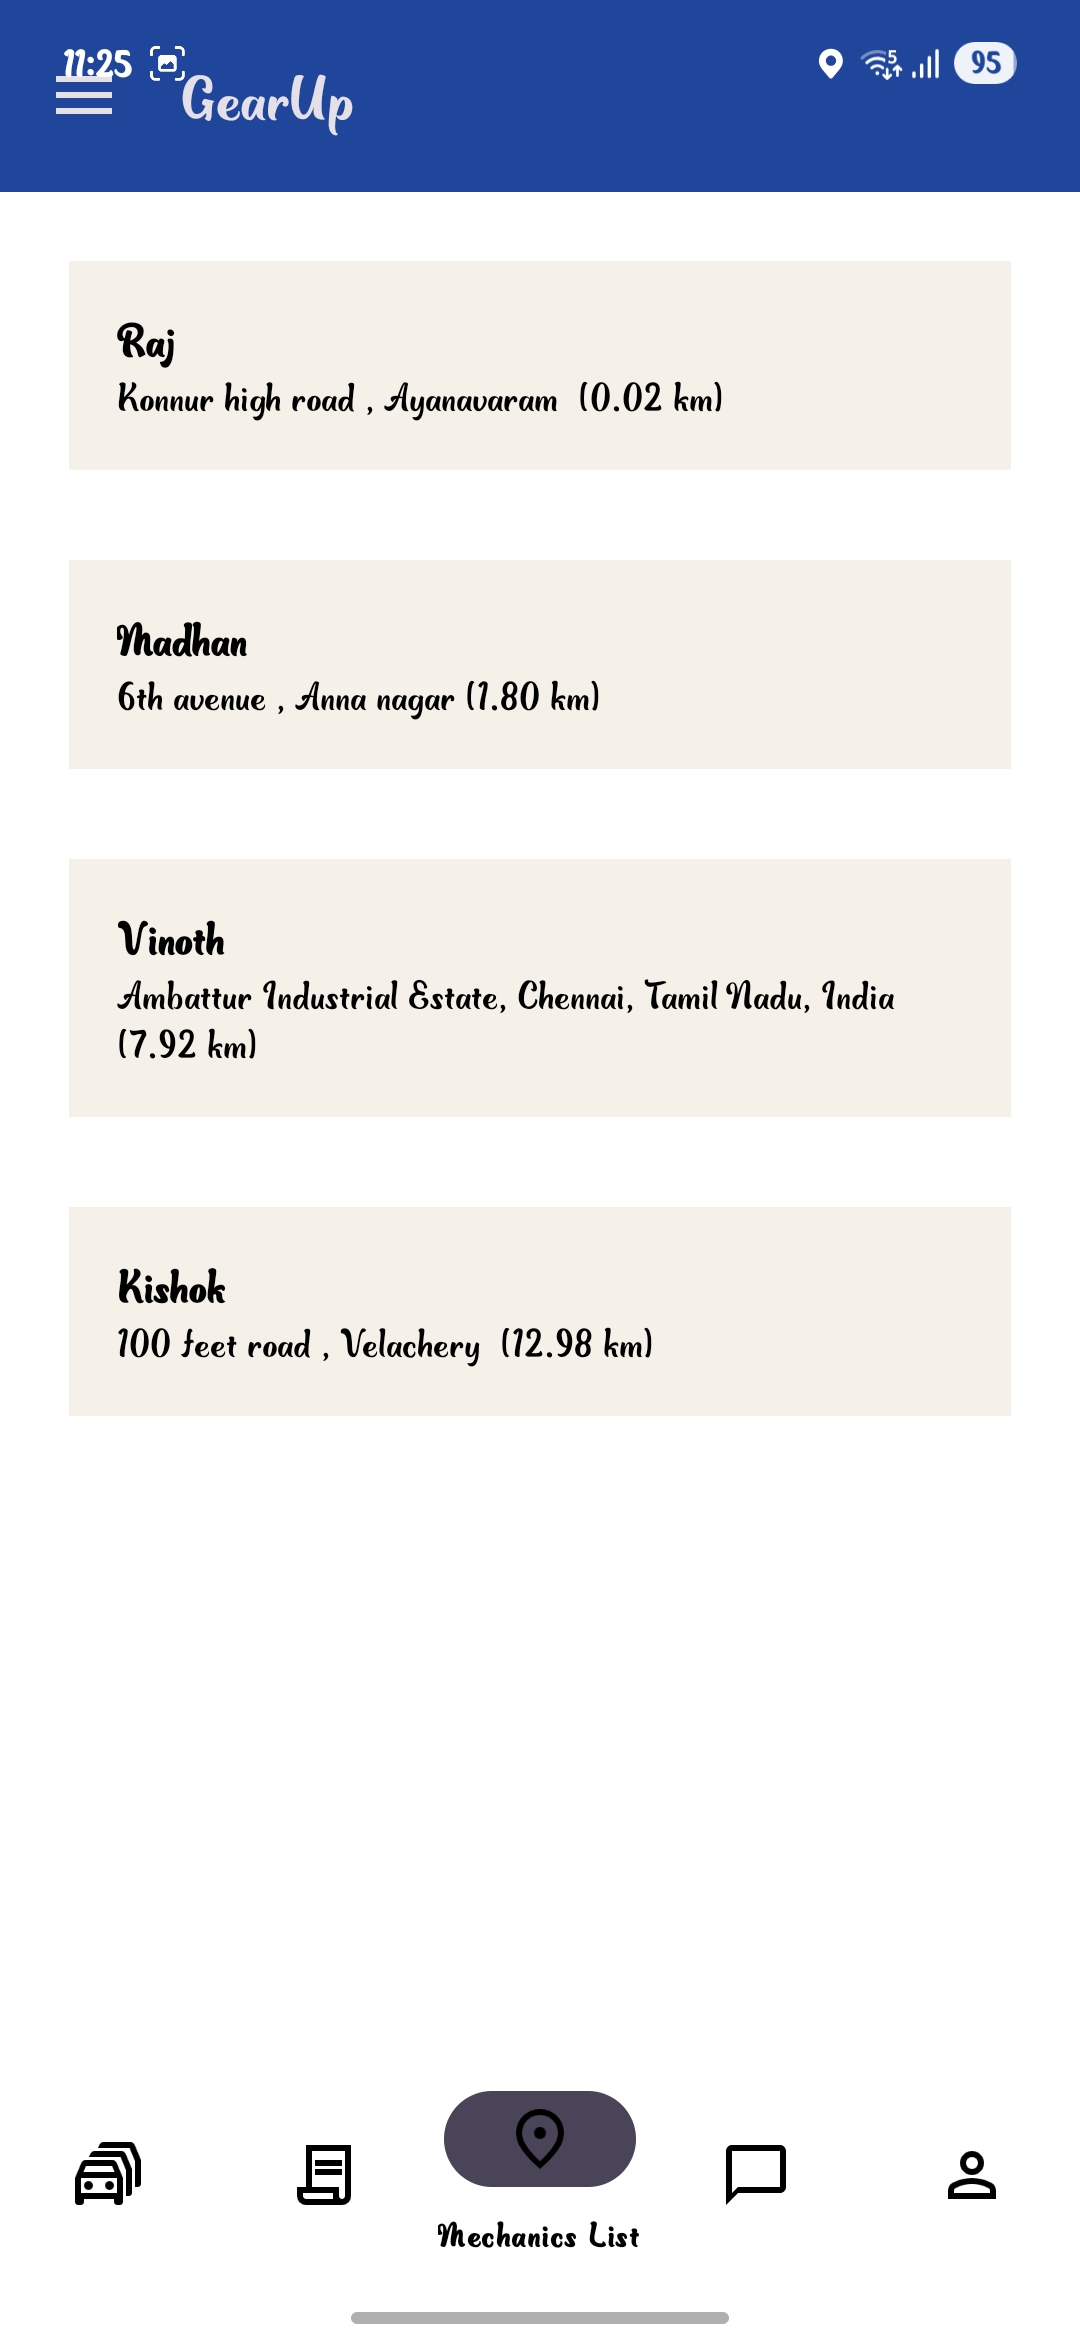 11:25
5
95
GearUp
Raj
Konnur high road , Ayanavaram (0.02 km)
Madhan
6th avenue , Anna nagar (1.80 km)
Vinoth
Ambattur Industrial Estate, Chennai, Tamil Nadu, India
(7.92 km)
Kishok
100 feet road , Velachery (12.98 km)
Mechanics List